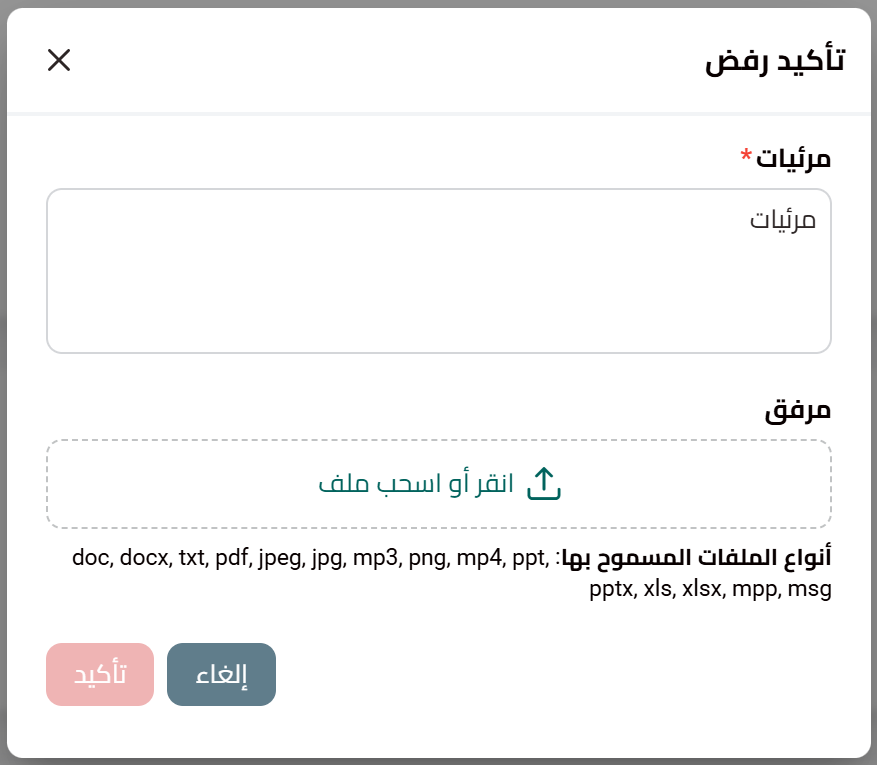 تأكيد رفض
مرئيات *
مرئيات
مرفق
انقر أو اسحب ملف
أنواع الملفات المسموح بها: doc, docx, txt, pdf, jpeg, jpg, mp3, png, mp4, ppt,
pptx, xls, xlsx, mpp, msg
إلغاء
تأكيد